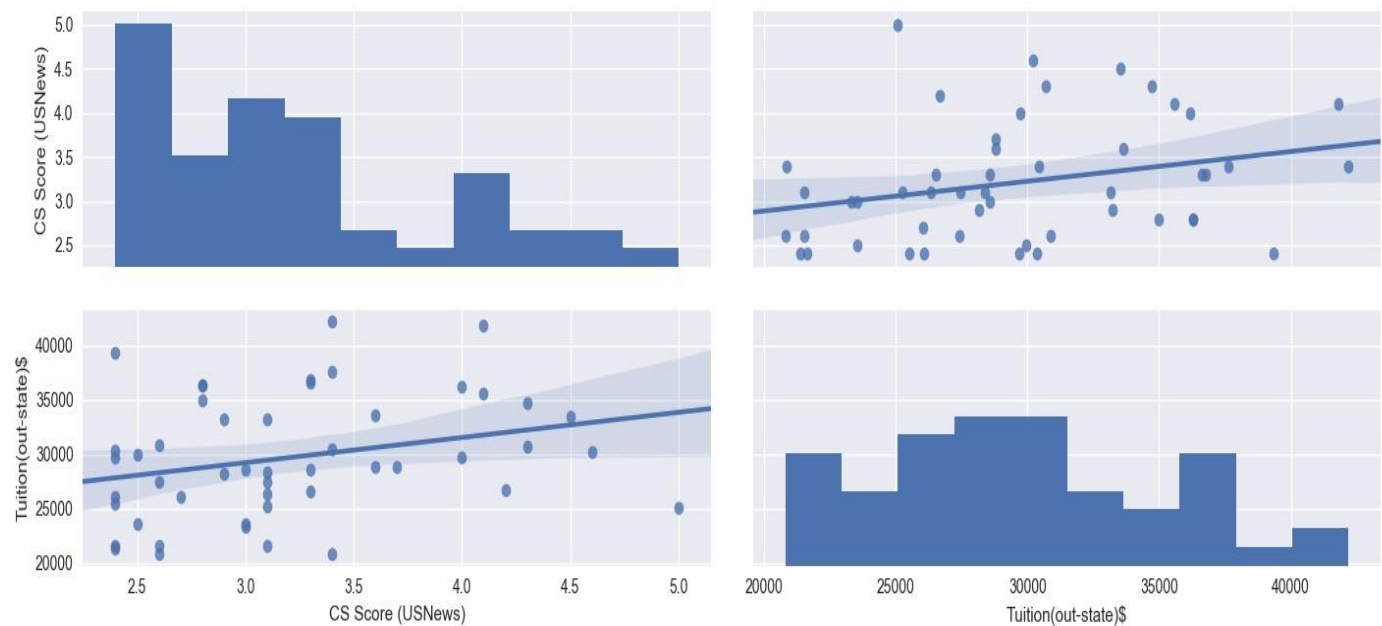 CS Score (USNews)
5.0
4.5
4.0
3.5
3.0
2.5
Tuition(out-state)$
40000
35000
30000
25000
20000
2.5 3.0 3.5 4.0 4.5 5.0
CS Score (USNews)
20000 25000 30000 35000 40000
Tuition(out-state)$